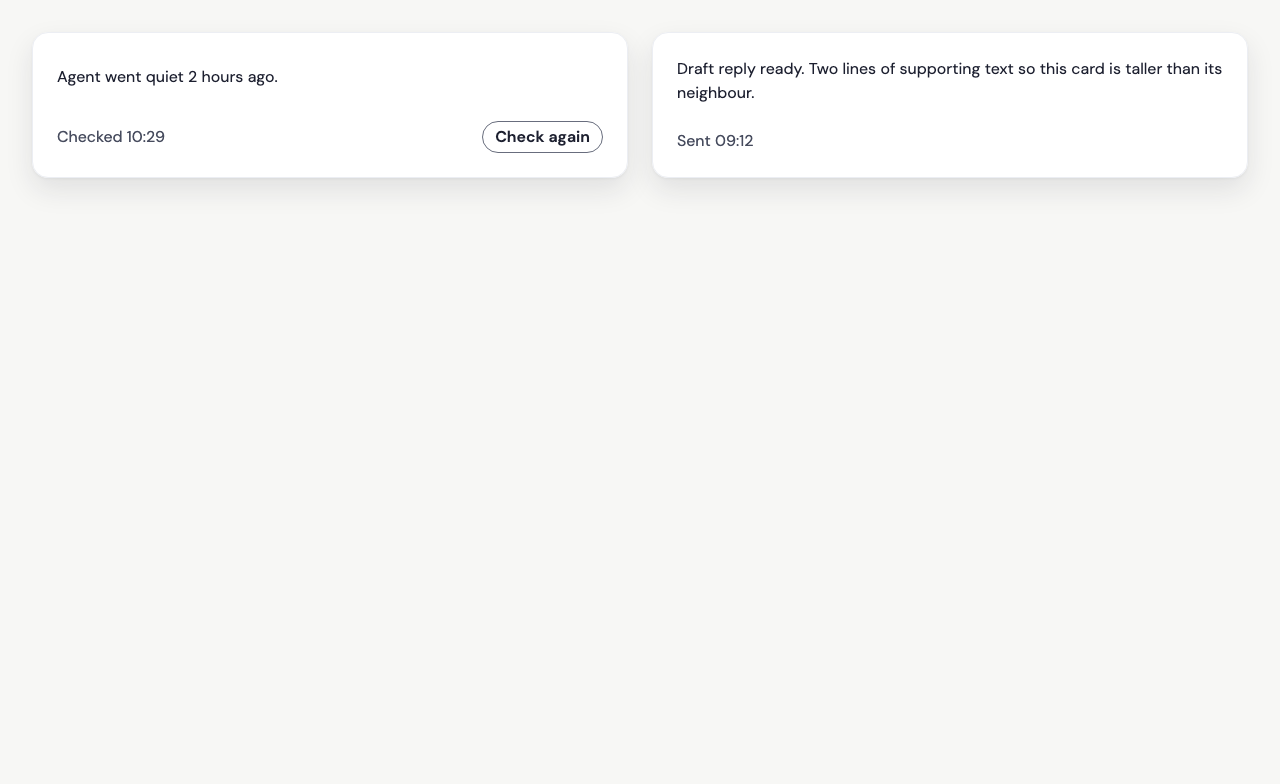 Agent went quiet 2 hours ago.
Checked 10:29
Check again
Draft reply ready. Two lines of supporting text so this card is taller than its
neighbour.
Sent 09:12